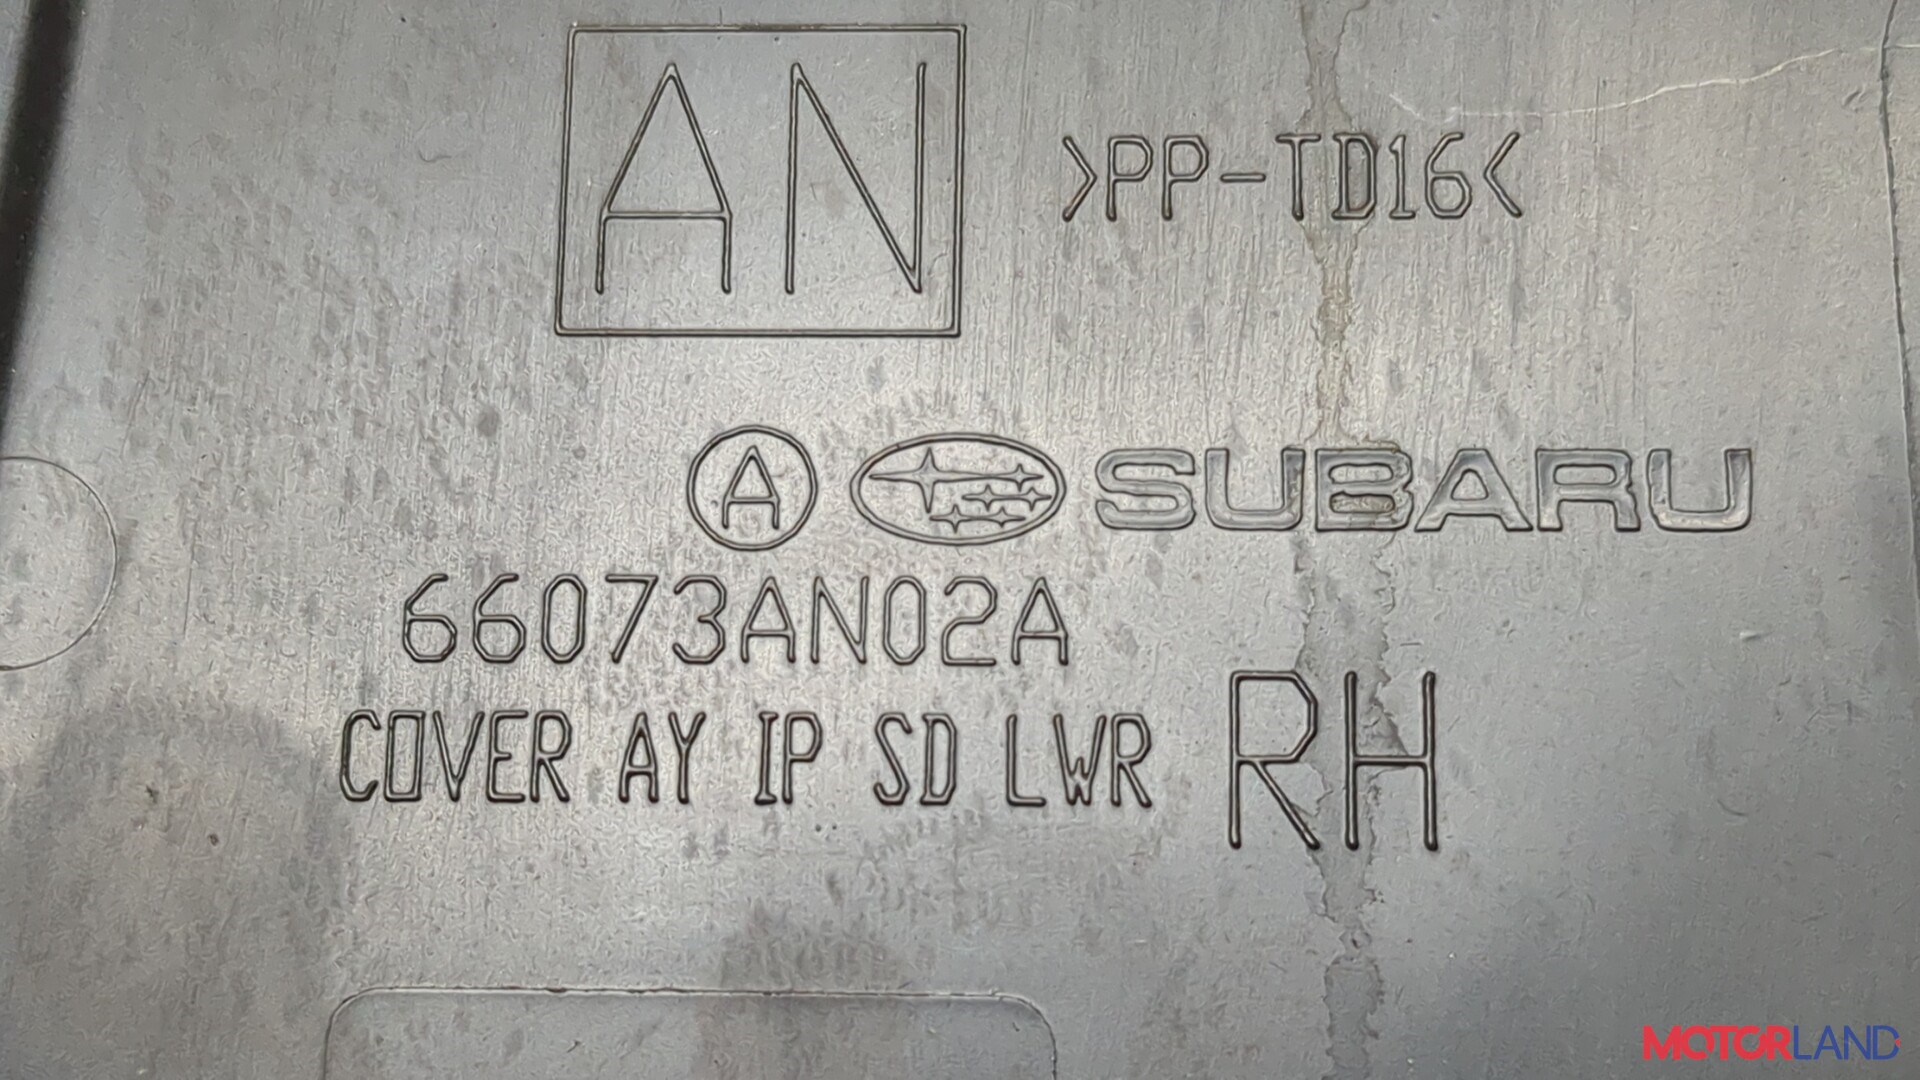 AN
>PP-TD16<
A SUBARU
66073AN02A
COVER AY IP SD LWR RH
MOTORLAND